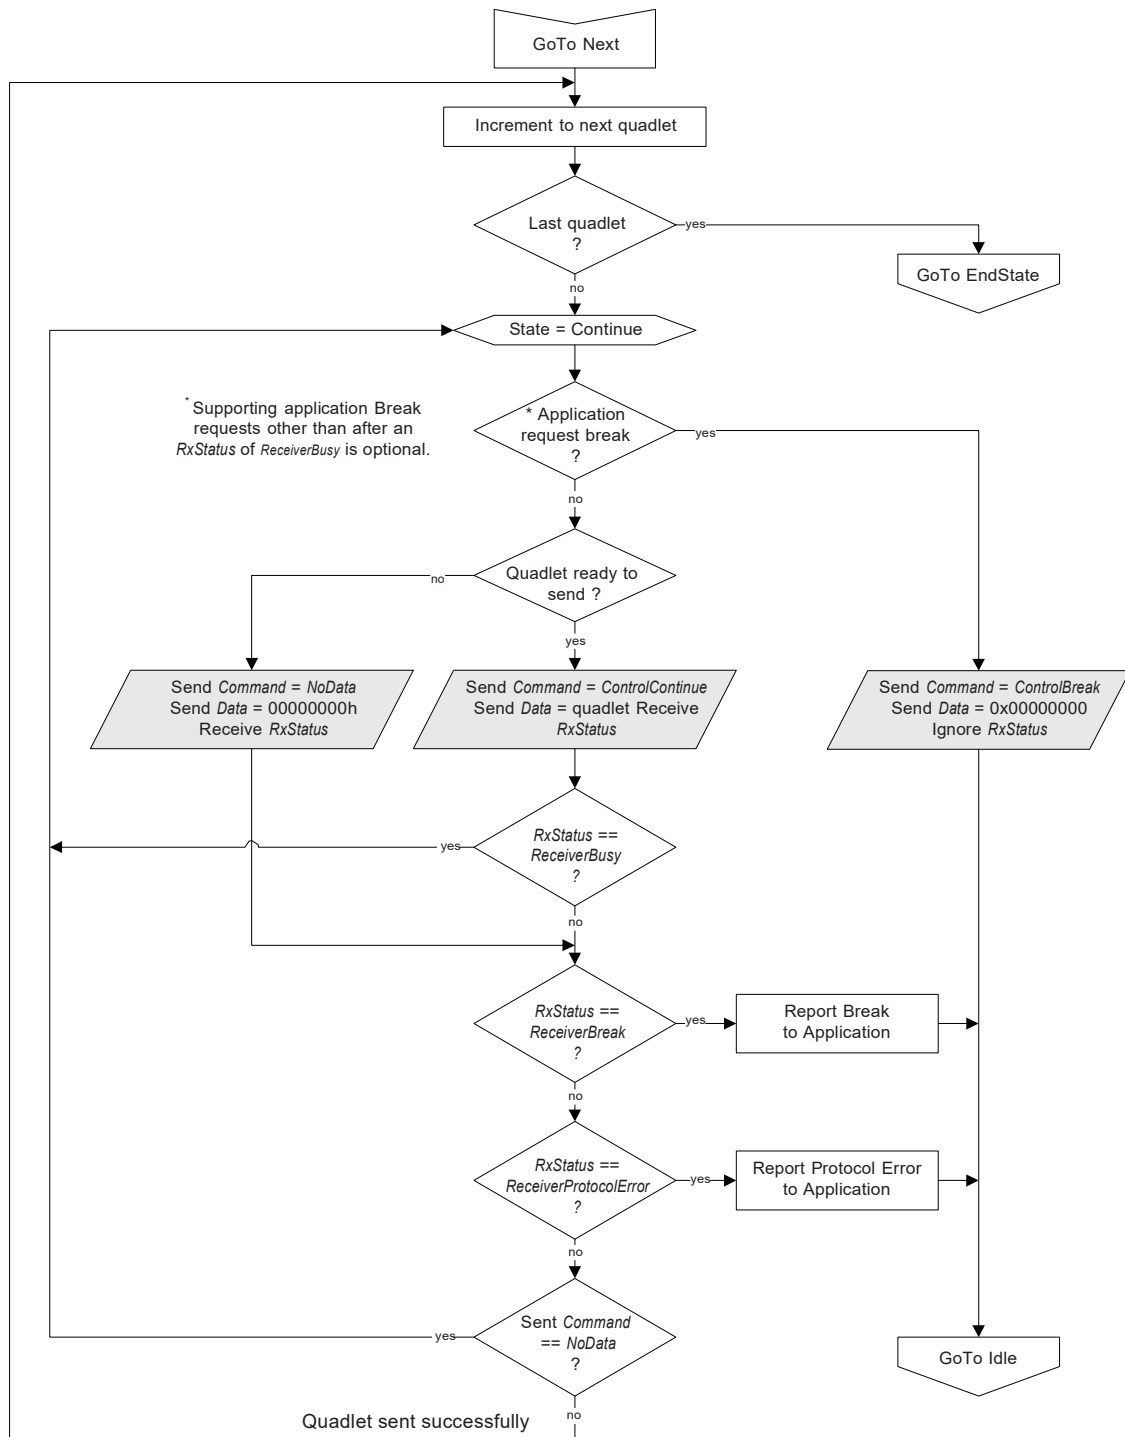 GoTo Next
Increment to next quadlet
Last quadlet
?
yes
GoTo EndState
no
State = Continue
* Supporting application Break
requests other than after an
RxStatus of ReceiverBusy is optional.
* Application
request break
?
yes
no
Quadlet ready to
send ?
no
yes
Send Command = NoData
Send Data = 00000000h
Receive RxStatus
Send Command = ControlContinue
Send Data = quadlet Receive
RxStatus
Send Command = ControlBreak
Send Data = 0x00000000
Ignore RxStatus
RxStatus ==
ReceiverBusy
?
yes
no
RxStatus ==
ReceiverBreak
?
yes
Report Break
to Application
no
RxStatus ==
ReceiverProtocolError
?
yes
Report Protocol Error
to Application
no
Sent Command
== NoData
?
yes
GoTo Idle
no
Quadlet sent successfully